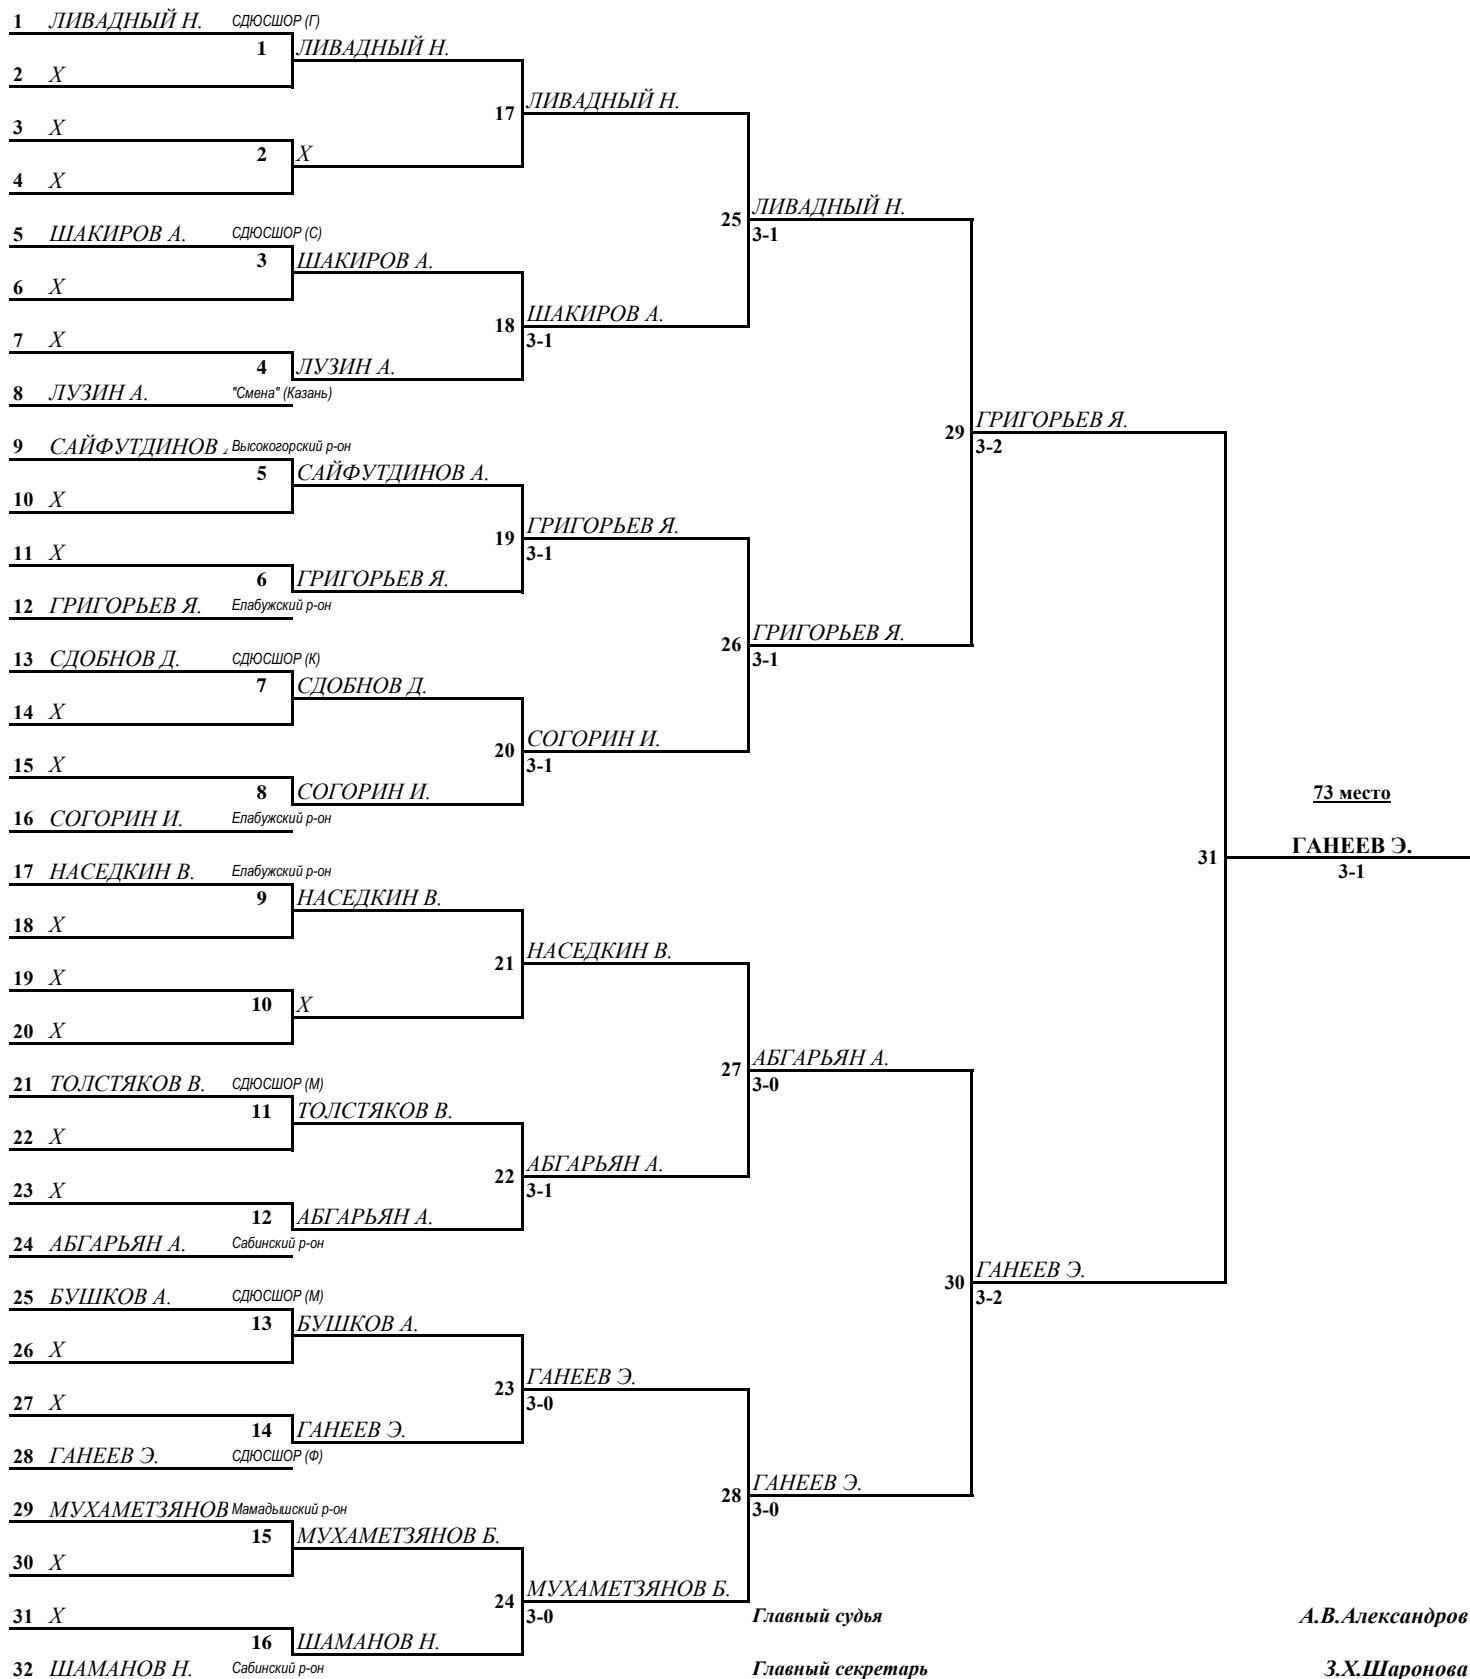 1 ЛИВАДНЫЙ Н. СДЮСШОР (Г)
1 ЛИВАДНЫЙ Н.
2 Х
17 ЛИВАДНЫЙ Н.
3 Х
2 Х
4 Х
25 ЛИВАДНЫЙ Н.
3-1
5 ШАКИРОВ А. СДЮСШОР (С)
3 ШАКИРОВ А.
6 Х
18 ШАКИРОВ А.
3-1
7 Х
4 ЛУЗИН А.
8 ЛУЗИН А. "Смена" (Казань)
29 ГРИГОРЬЕВ Я.
3-2
9 САЙФУТДИНОВ Высокогорский р-он
5 САЙФУТДИНОВ А.
10 Х
19 ГРИГОРЬЕВ Я.
3-1
11 Х
6 ГРИГОРЬЕВ Я.
12 ГРИГОРЬЕВ Я. Елабужский р-он
26 ГРИГОРЬЕВ Я.
3-1
13 СДОБНОВ Д. СДЮСШОР (К)
7 СДОБНОВ Д.
14 Х
20 СОГОРИН И.
3-1
15 Х
8 СОГОРИН И.
16 СОГОРИН И. Елабужский р-он
73 место
31 ГАНЕЕВ Э.
3-1
17 НАСЕДКИН В. Елабужский р-он
9 НАСЕДКИН В.
18 Х
21 НАСЕДКИН В.
19 Х
10 Х
20 Х
27 АБГАРЬЯН А.
3-0
21 ТОЛСТЯКОВ В. СДЮСШОР (М)
11 ТОЛСТЯКОВ В.
22 Х
22 АБГАРЬЯН А.
3-1
23 Х
12 АБГАРЬЯН А.
24 АБГАРЬЯН А. Сабинский р-он
30 ГАНЕЕВ Э.
3-2
25 БУШКОВ А. СДЮСШОР (М)
13 БУШКОВ А.
26 Х
23 ГАНЕЕВ Э.
3-0
27 Х
14 ГАНЕЕВ Э.
28 ГАНЕЕВ Э. СДЮСШОР (Ф)
28 ГАНЕЕВ Э.
3-0
29 МУХАМЕТЗЯНОВ Мамадышский р-он
15 МУХАМЕТЗЯНОВ Б.
30 Х
24 МУХАМЕТЗЯНОВ Б.
3-0
31 Х
Главный судья А.В.Александров
16 ШАМАНОВ Н.
32 ШАМАНОВ Н. Сабинский р-он
Главный секретарь З.Х.Шаронова